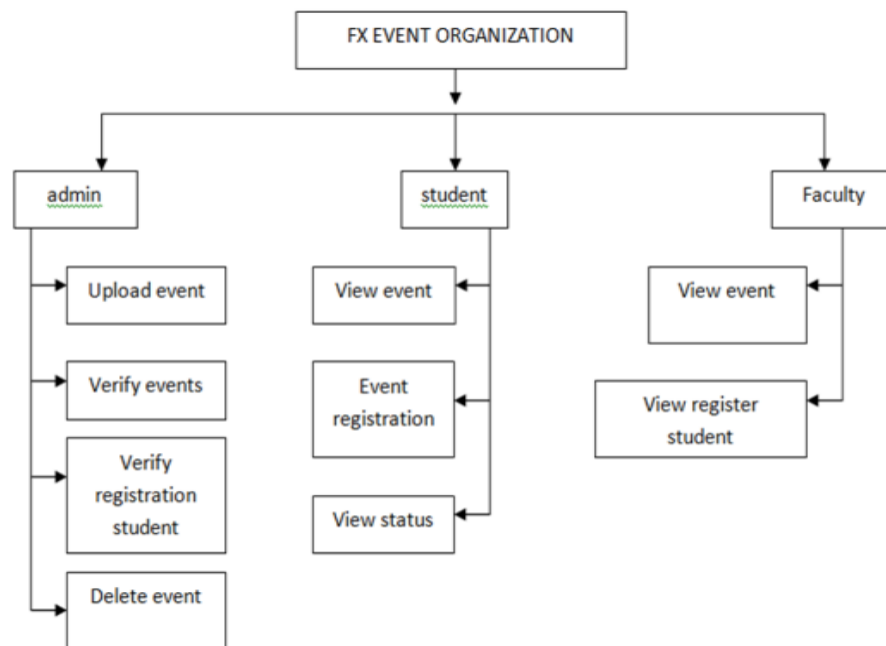 FX EVENT ORGANIZATION
admin
student
Faculty
Upload event
Verify events
Verify
registration
student
Delete event
View event
Event
registration
View status
View event
View register
student